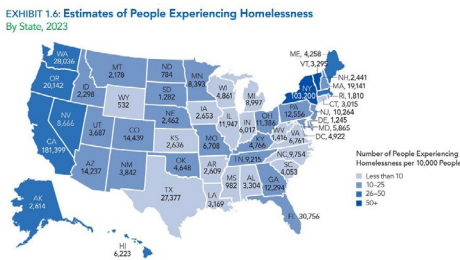 EXHIBIT 1.6: Estimates of People Experiencing Homelessness
By State, 2023
WA
28,036
OR
20,142
CA
181,399
NV
8,666
ID
2,298
MT
2,178
WY
532
UT
3,687
CO
14,439
AZ
14,237
NM
3,842
ND
784
SD
1,282
NE
2,462
KS
2,636
OK
4,648
TX
27,377
MN
8,393
IA
2,653
MO
6,708
AR
2,609
LA
3,169
WI
4,861
IL
11,947
MI
8,997
IN
6,017
OH
11,386
KY
4,766
TN, 9,215
MS
982
AL
3,304
GA
12,294
FL 30,756
SC
4,053
NC, 9,754
VA
6,761
WV
1,416
PA
12,556
NY
103,200
ME, 4,258
VT, 3,295
NH, 2,441
MA, 19,141
RI, 1,810
CT, 3,015
NJ, 10,264
DE, 1,245
MD, 5,865
DC, 4,922
AK
2,614
HI
6,223
Number of People Experiencing
Homelessness per 10,000 People
Less than 10
10–25
26–50
50+